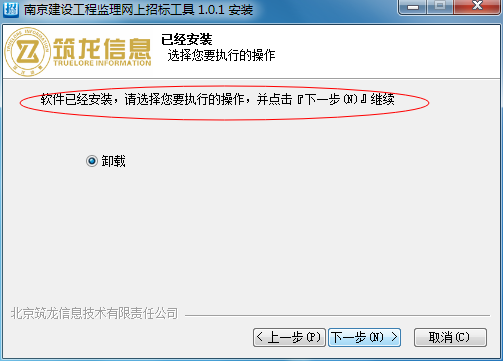 南京建设工程监理网上招标工具 1.0.1 安装
筑龙信息
TRUELORE INFORMATION
已经安装
选择您要执行的操作
软件已经安装，请选择您要执行的操作，并点击『下一步(N)』继续
卸载
北京筑龙信息技术有限责任公司
< 上一步(P)
下一步(N) >
取消(C)